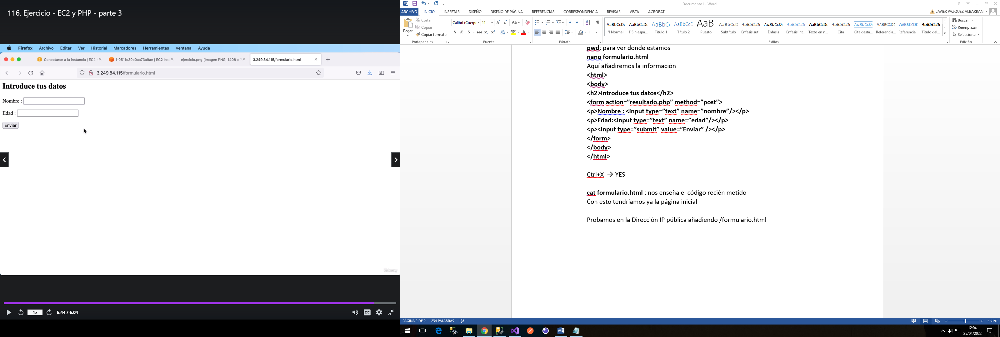 116. Ejercicio - EC2 y PHP - parte 3
Firefox Archivo Editar Ver Historial Marcadores Herramientas Ventana Ayuda
Conectarse a la instancia | EC2
i-0511c30e0aa73a9ae | EC2 Ins
ejercicio.png (Imagen PNG, 1408 ×
3.249.84.115/formulario.html
3.249.84.115/formulario.html
Introduce tus datos
Nombre :
Edad :
Enviar
ûdemy
1x
5:44 / 6:04
CC
Documento1 - Word
ARCHIVO INICIO INSERTAR DISEÑO DISEÑO DE PÁGINA REFERENCIAS CORRESPONDENCIA REVISAR VISTA ACROBAT
JAVIER VAZQUEZ ALBARRAN
Pegar
Cortar
Copiar
Copiar formato
Portapapeles
Calibri (Cuerpo 11
N K S abc x₂ x²
Fuente
Párrafo
AaBbCcDc AaBbCcDc AaBbCc AaBbCcD AaBl AaBbCcD AaBbCcDc AaBbCcDc AaBbCcDc AaBbCcDc AaBbCcDc AaBbCcDc AABBCCDD AABBCCDD AaBbCcDc
¶ Normal ¶ Sin espa... Título 1 Título 2 Puesto Subtítulo Énfasis sutil Énfasis Énfasis int... Texto en n... Cita Cita desta... Referencia... Referencia... Título del...
Estilos
Buscar
Reemplazar
Seleccionar
Edición
pwd: para ver donde estamos
nano formulario.html
Aquí añadiremos la información
<html>
<body>
<h2>Introduce tus datos</h2>
<form action=”resultado.php” method=”post”>
<p>Nombre : <input type=”text” name=”nombre”/></p>
<p>Edad:<input type=”text” name=”edad”/></p>
<p><input type=”submit” value=”Enviar” /></p>
</form>
</body>
</html>
Ctrl+X → YES
cat formulario.html : nos enseña el código recién metido
Con esto tendríamos ya la página inicial
Probamos en la Dirección IP pública añadiendo /formulario.html
PÁGINA 2 DE 2 234 PALABRAS
150 %
12:04
25/04/2022